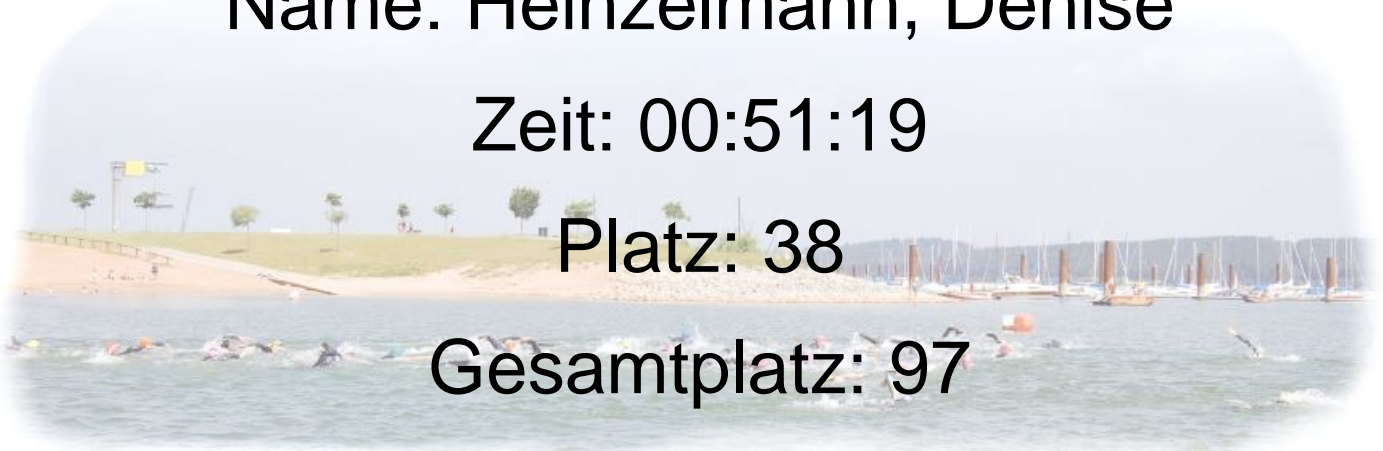 Name: Heinzelmann, Denise
Zeit: 00:51:19
Platz: 38
Gesamtplatz: 97